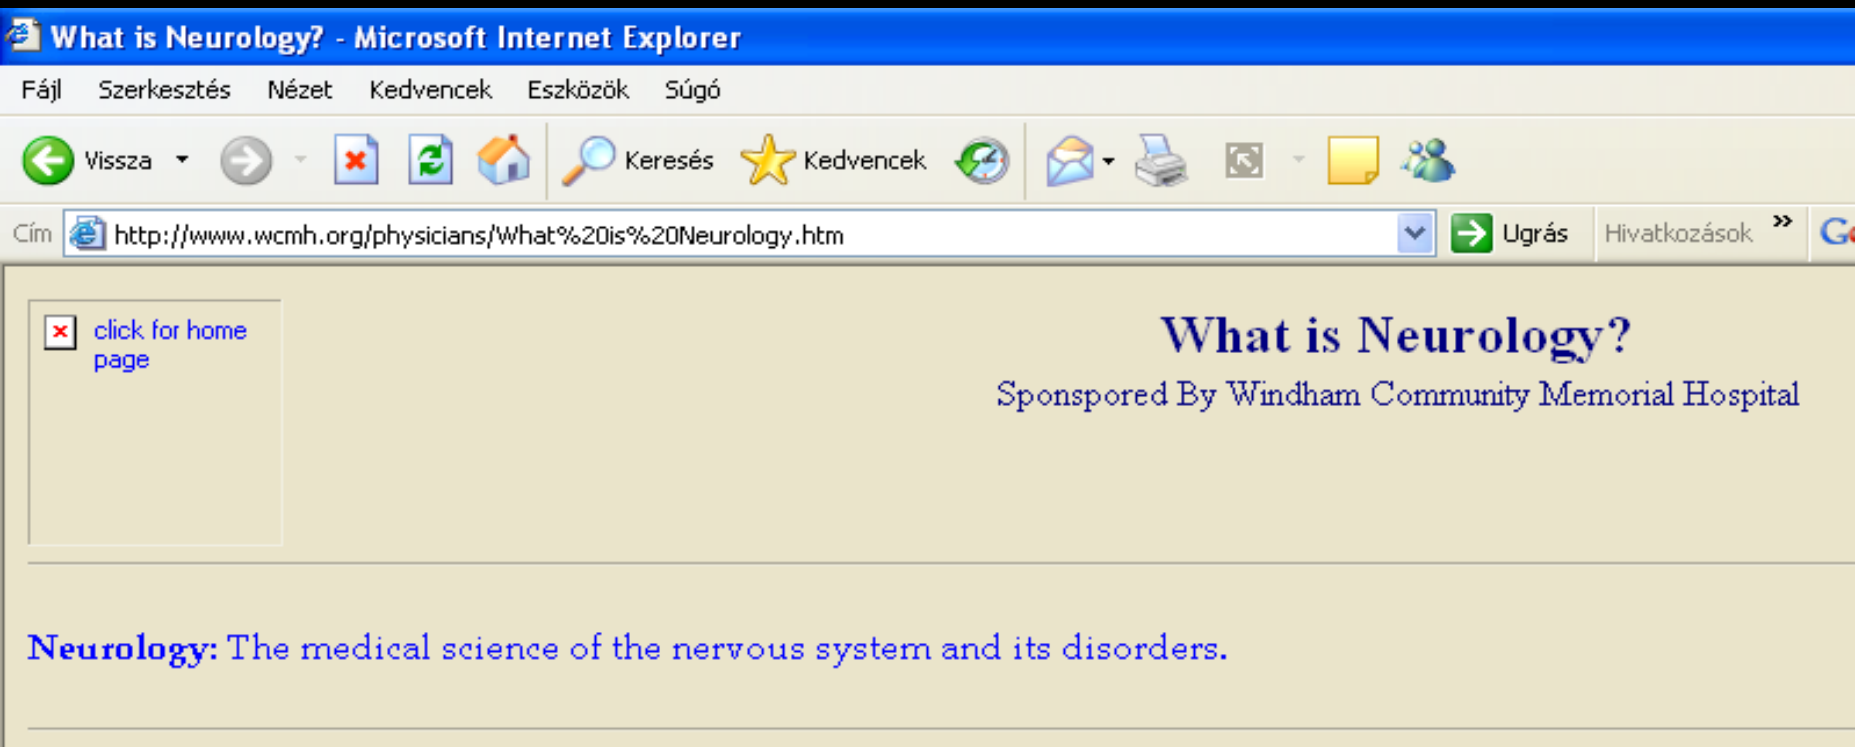 What is Neurology? - Microsoft Internet Explorer
Fájl Szerkesztés Nézet Kedvencek Eszközök Súgó
Vissza Keresés Kedvencek
Cím http://www.wcmh.org/physicians/What%20is%20Neurology.htm Ugrás Hivatkozások »
click for home
page
What is Neurology?
Sponspored By Windham Community Memorial Hospital
Neurology: The medical science of the nervous system and its disorders.